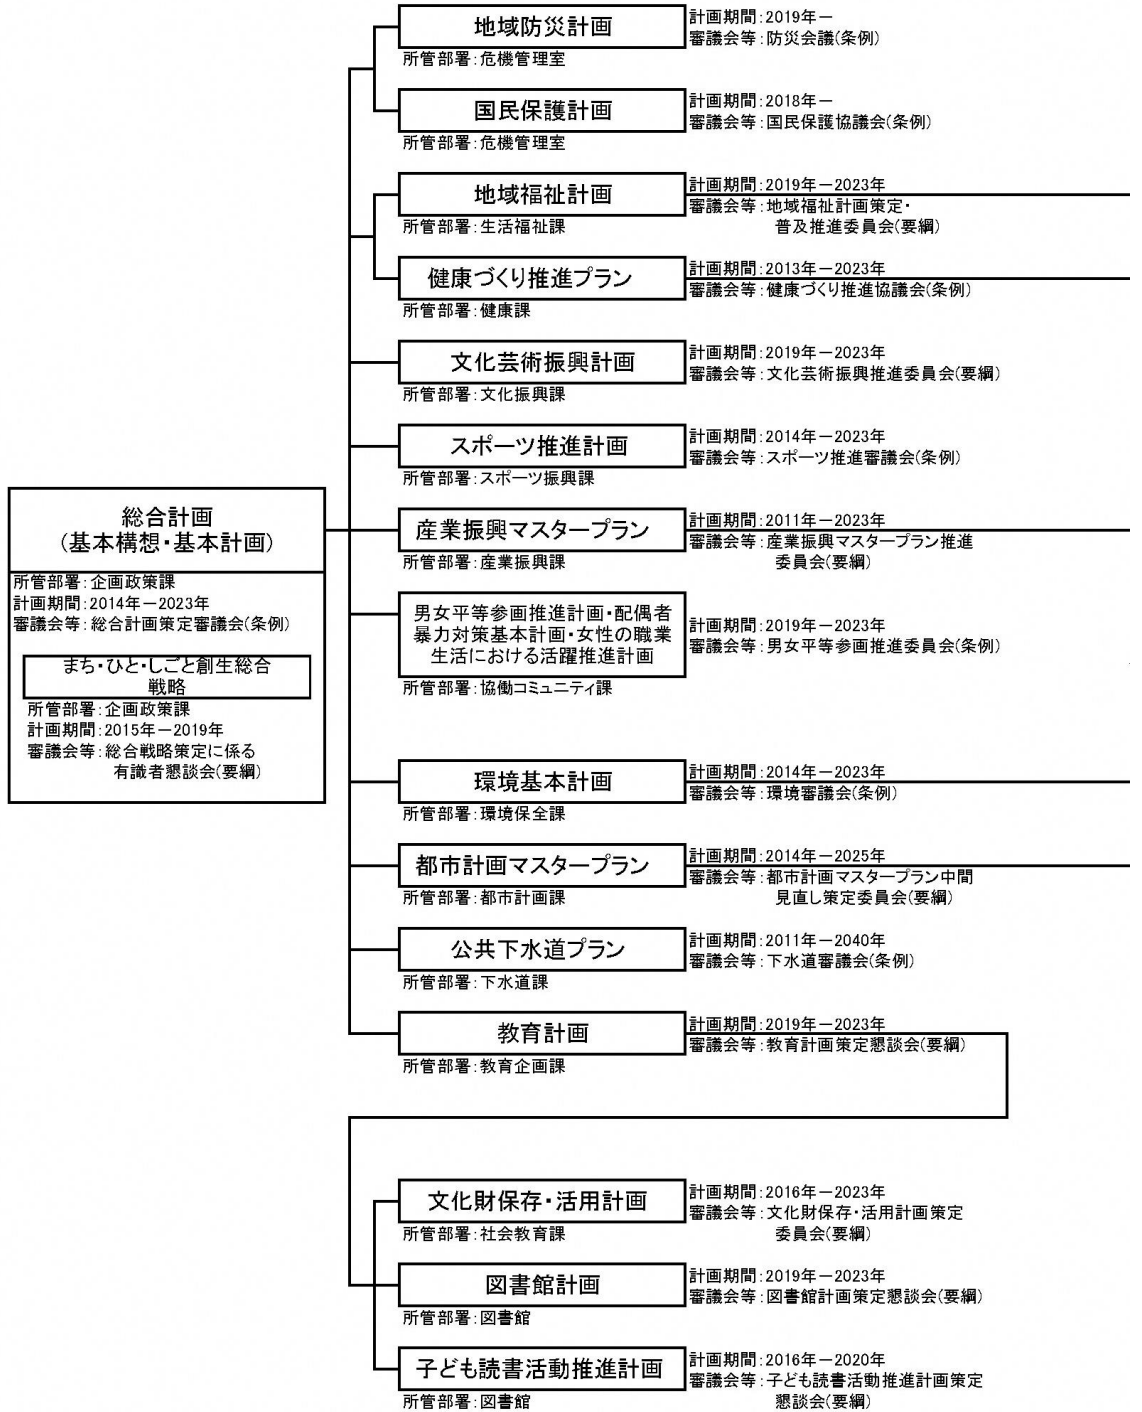 地域防災計画
計画期間:2019年－
審議会等:防災会議(条例)
所管部署:危機管理室
国民保護計画
計画期間:2018年－
審議会等:国民保護協議会(条例)
所管部署:危機管理室
地域福祉計画
計画期間:2019年－2023年
審議会等:地域福祉計画策定・
普及推進委員会(要綱)
所管部署:生活福祉課
健康づくり推進プラン
計画期間:2013年－2023年
審議会等:健康づくり推進協議会(条例)
所管部署:健康課
文化芸術振興計画
計画期間:2019年－2023年
審議会等:文化芸術振興推進委員会(要綱)
所管部署:文化振興課
スポーツ推進計画
計画期間:2014年－2023年
審議会等:スポーツ推進審議会(条例)
所管部署:スポーツ振興課
総合計画
(基本構想・基本計画)
所管部署:企画政策課
計画期間:2014年－2023年
審議会等:総合計画策定審議会(条例)
まち・ひと・しごと創生総合
戦略
所管部署:企画政策課
計画期間:2015年－2019年
審議会等:総合戦略策定に係る
有識者懇談会(要綱)
産業振興マスタープラン
計画期間:2011年－2023年
審議会等:産業振興マスタープラン推進
委員会(要綱)
所管部署:産業振興課
男女平等参画推進計画・配偶者
暴力対策基本計画・女性の職業
生活における活躍推進計画
計画期間:2019年－2023年
審議会等:男女平等参画推進委員会(条例)
所管部署:協働コミュニティ課
環境基本計画
計画期間:2014年－2023年
審議会等:環境審議会(条例)
所管部署:環境保全課
都市計画マスタープラン
計画期間:2014年－2025年
審議会等:都市計画マスタープラン中間
見直し策定委員会(要綱)
所管部署:都市計画課
公共下水道プラン
計画期間:2011年－2040年
審議会等:下水道審議会(条例)
所管部署:下水道課
教育計画
計画期間:2019年－2023年
審議会等:教育計画策定懇談会(要綱)
所管部署:教育企画課
文化財保存・活用計画
計画期間:2016年－2023年
審議会等:文化財保存・活用計画策定
委員会(要綱)
所管部署:社会教育課
図書館計画
計画期間:2019年－2023年
審議会等:図書館計画策定懇談会(要綱)
所管部署:図書館
子ども読書活動推進計画
計画期間:2016年－2020年
審議会等:子ども読書活動推進計画策定
懇談会(要綱)
所管部署:図書館